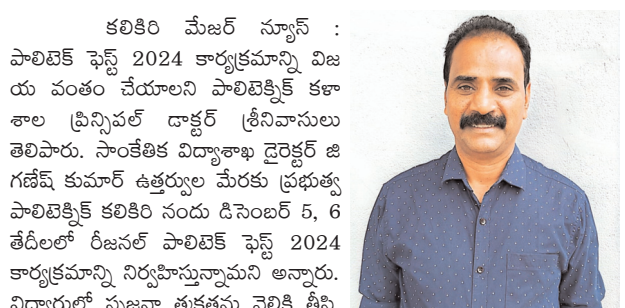 కలికిరి మేజర్ న్యూస్ :
పాలిటెక్ ఫెస్ట్ 2024 కార్యక్రమాన్ని విజ
య వంతం చేయాలని పాలిటెక్నిక్ కళా
శాల ప్రిన్సిపల్ డాక్టర్ శ్రీనివాసులు
తెలిపారు. సాంకేతిక విద్యాశాఖ డైరెక్టర్ జి
గణేష్ కుమార్ ఉత్తర్వుల మేరకు ప్రభుత్వ
పాలిటెక్నిక్ కలికిరి నందు డిసెంబర్ 5, 6
తేదీలలో రీజనల్ పాలిటెక్ ఫెస్ట్ 2024
కార్యక్రమాన్ని నిర్వహిస్తున్నామని అన్నారు.